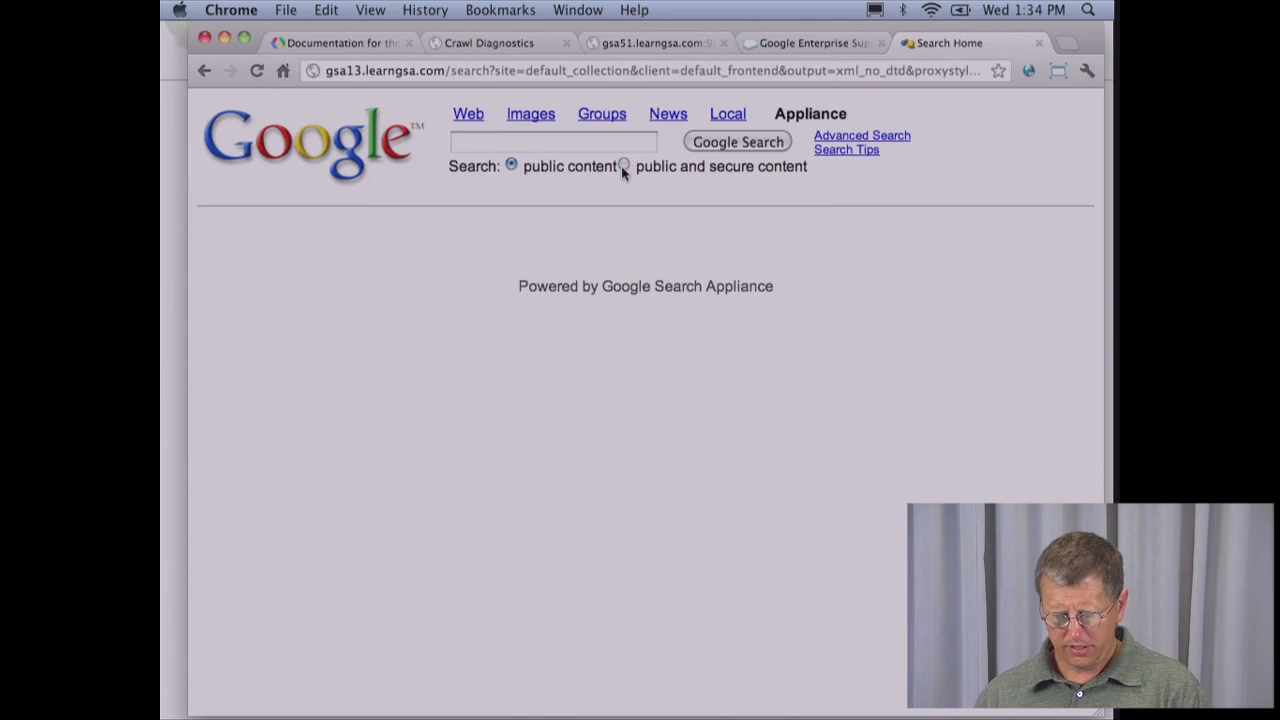 Chrome File Edit View History Bookmarks Window Help Wed 1:34 PM
Documentation for the Crawl Diagnostics gsa51.learngsa.com:9 Google Enterprise Sup Search Home
gsa13.learngsa.com/search?site=default_collection&client=default_frontend&output=xml_no_dtd&proxystyl...
Web Images Groups News Local Appliance
Google™
Google Search
Advanced Search
Search Tips
Search: public content public and secure content
Powered by Google Search Appliance